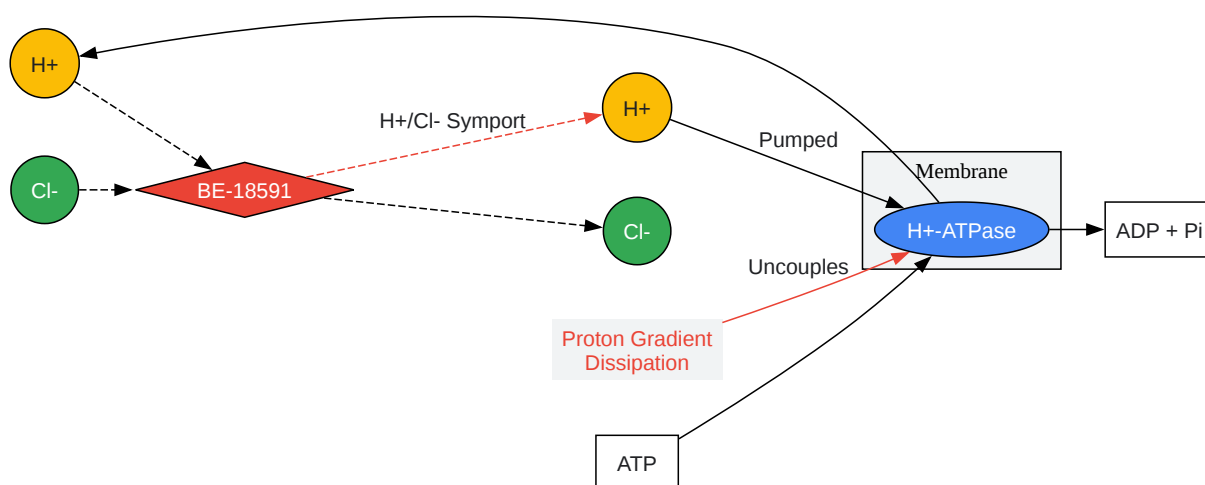 H+
H+/Cl- Symport
H+
Pumped
Membrane
Cl-
BE-18591
Cl-
H+-ATPase
ADP + Pi
Uncouples
Proton Gradient
Dissipation
ATP